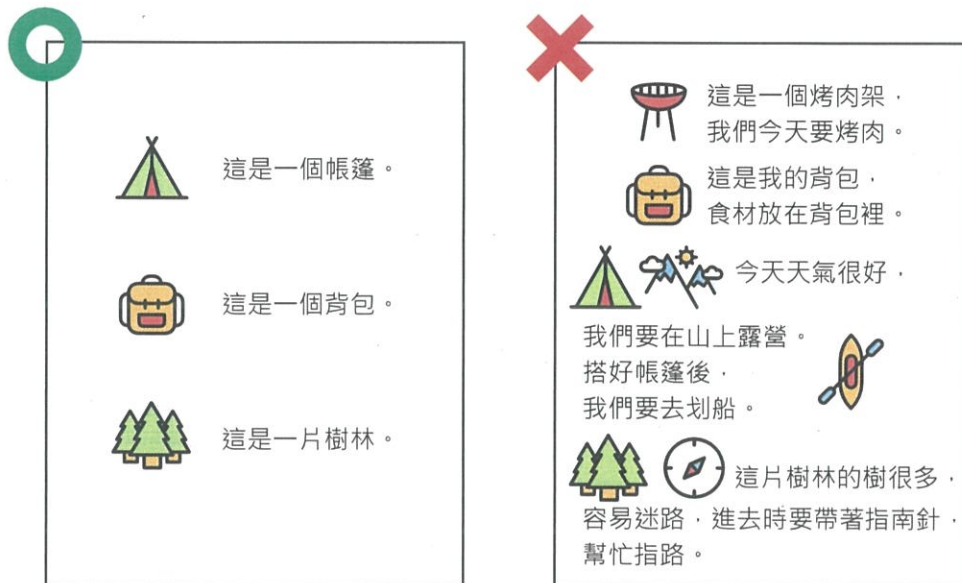 這是一個帳篷。
這是一個背包。
這是一片樹林。
這是一個烤肉架，
我們今天要烤肉。
這是我的背包，
食材放在背包裡。
今天天氣很好，
我們要在山上露營。
搭好帳篷後，
我們要去划船。
這片樹林的樹很多，
容易迷路，進去時要帶著指南針，
幫忙指路。